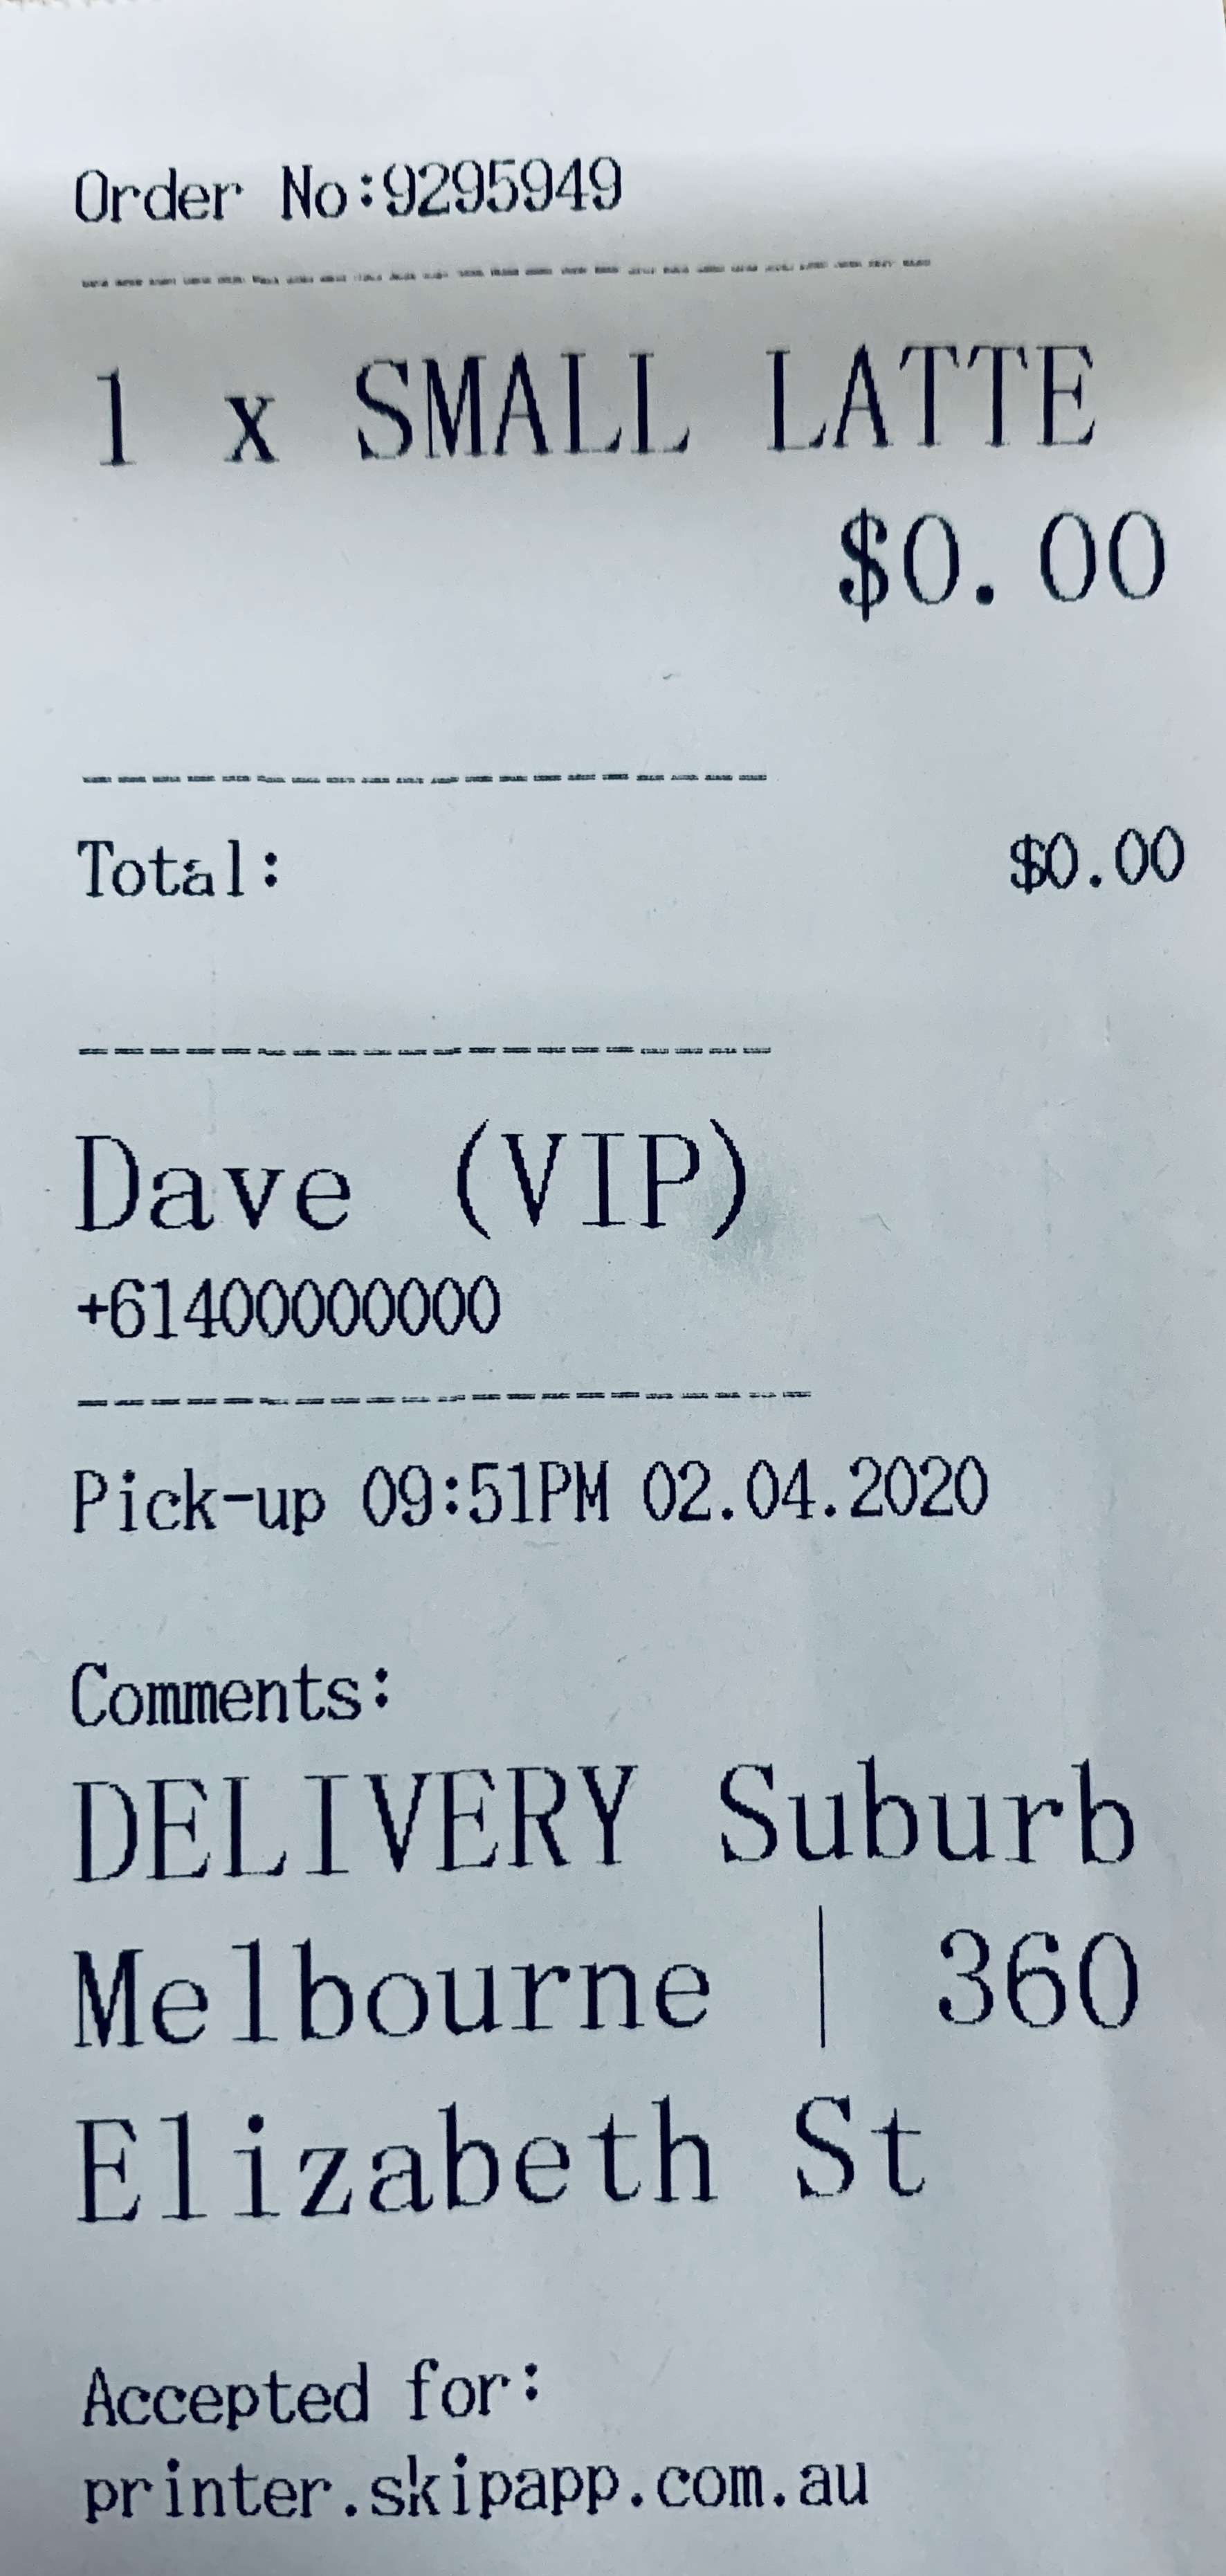 Order No:9295949
1 x SMALL LATTE
$0.00
Total: $0.00
Dave (VIP)
+61400000000
Pick-up 09:51PM 02.04.2020
Comments:
DELIVERY Suburb
Melbourne | 360
Elizabeth St
Accepted for:
printer.skipapp.com.au